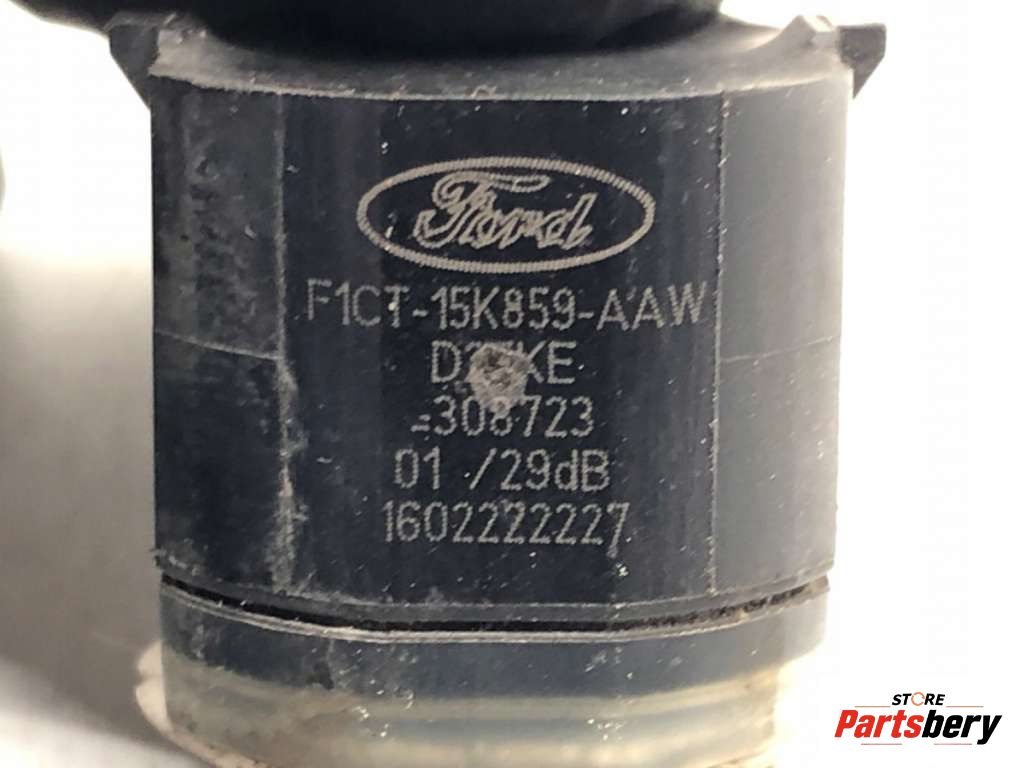 Ford
F1CT-15K859-AAW
=308723
01 /29dB
1602222227
STORE
Partsbery